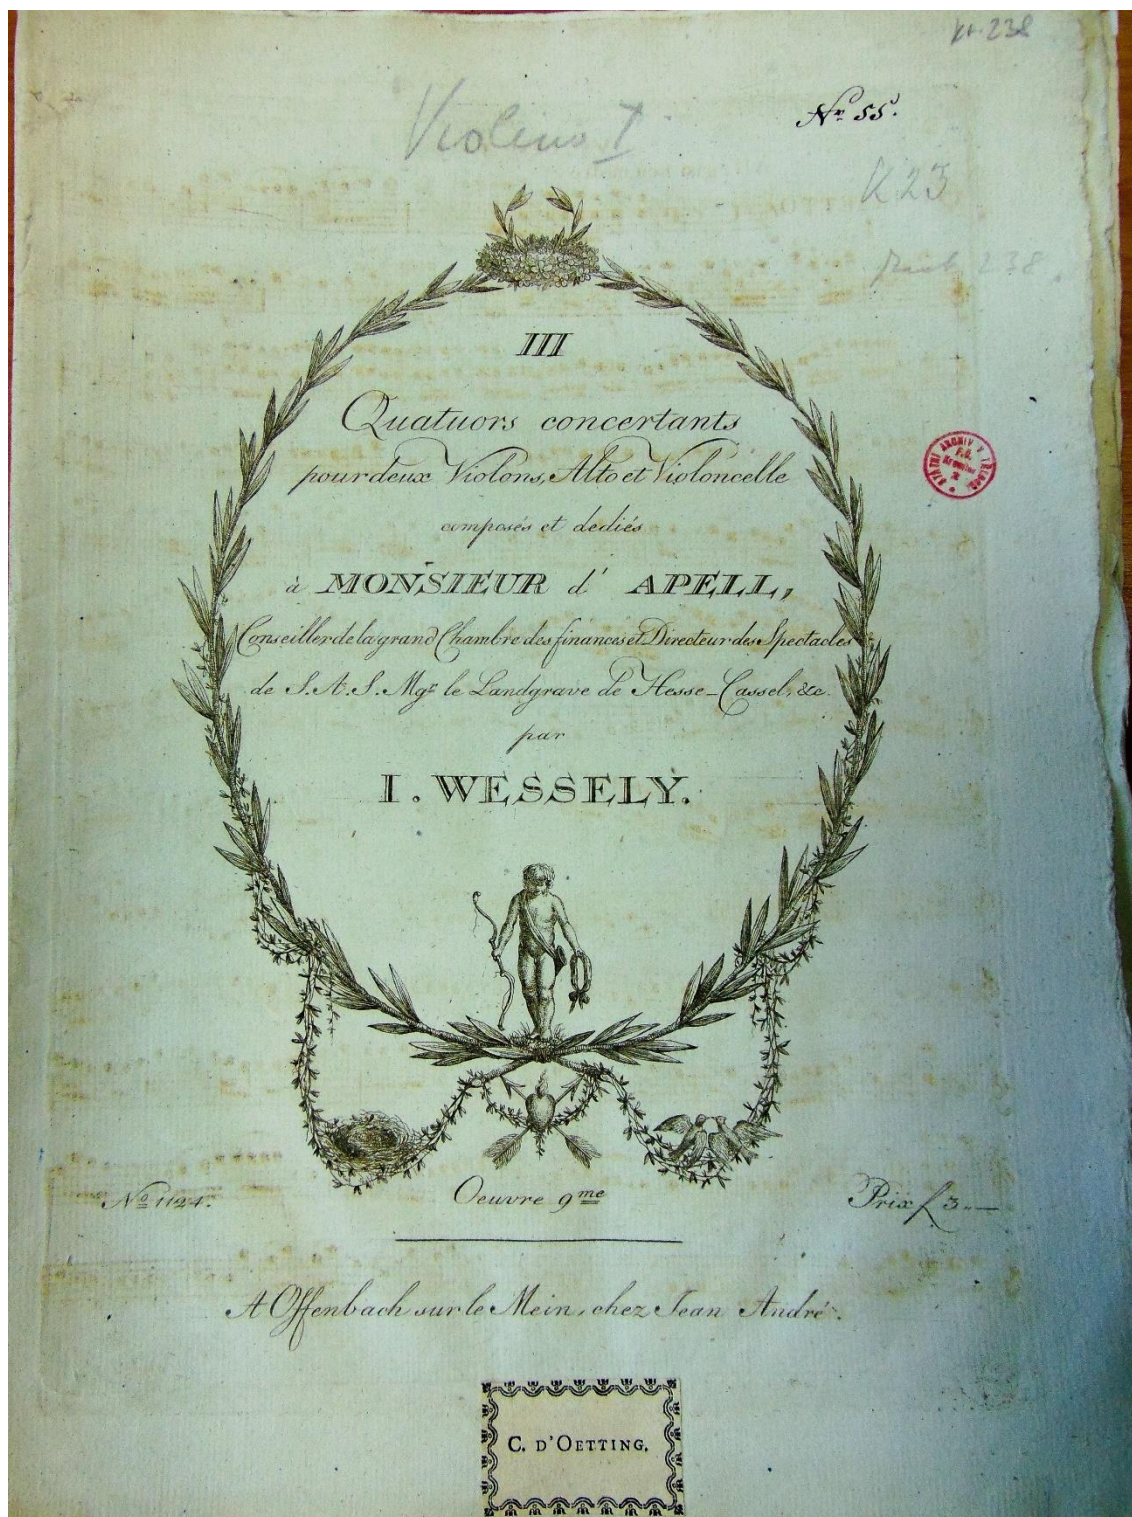 238
Violino I
No 55.
K 23
238
III
Quatuors concertants
pour deux Violons, Alto et Violoncelle
composés et dediés
à MONSIEUR d' APELL,
Conseiller de la grand Chambre des finances et Directeur des Spectacles
de S. A. S. Mgr le Landgrave de Hesse-Cassel, &c.
par
I. WESSELY.
No 1124.
Oeuvre 9me
Prix f 3.—
A Offenbach sur le Mein, chez Jean André.
C. D'OETTING.